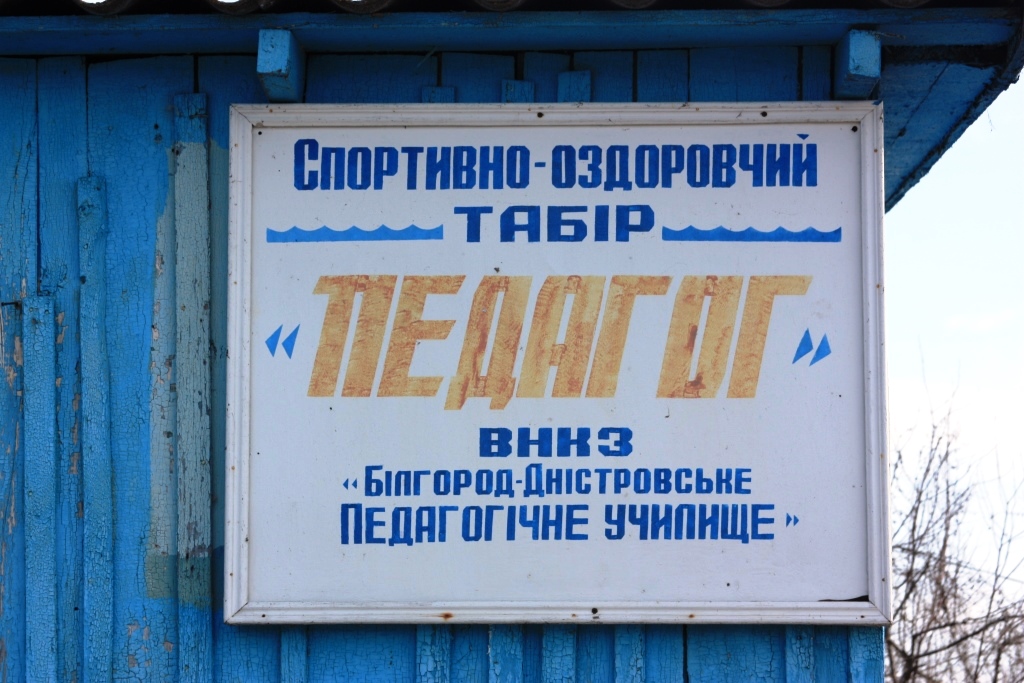 Спортивно-оздоровчий
ТАБІР
«ПЕДАГОГ»
ВНКЗ
«Білгород-Дністровське
Педагогічне училище»